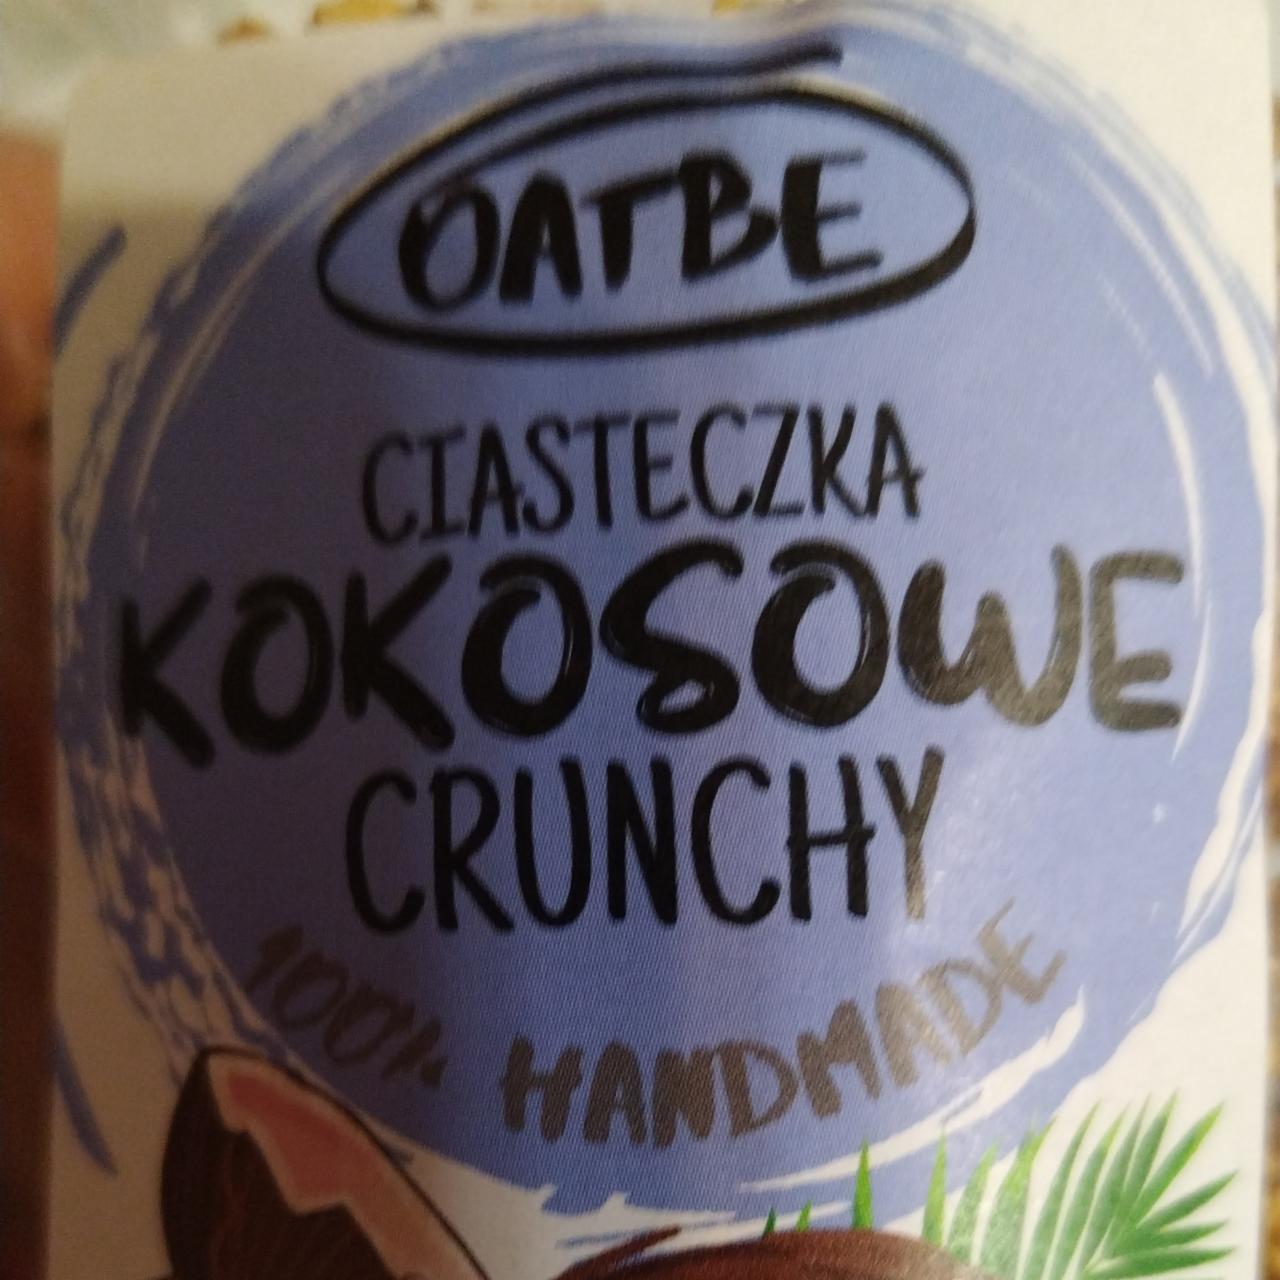 OATBE
CIASTECZKA
KOKOSOWE
CRUNCHY
100% HANDMADE